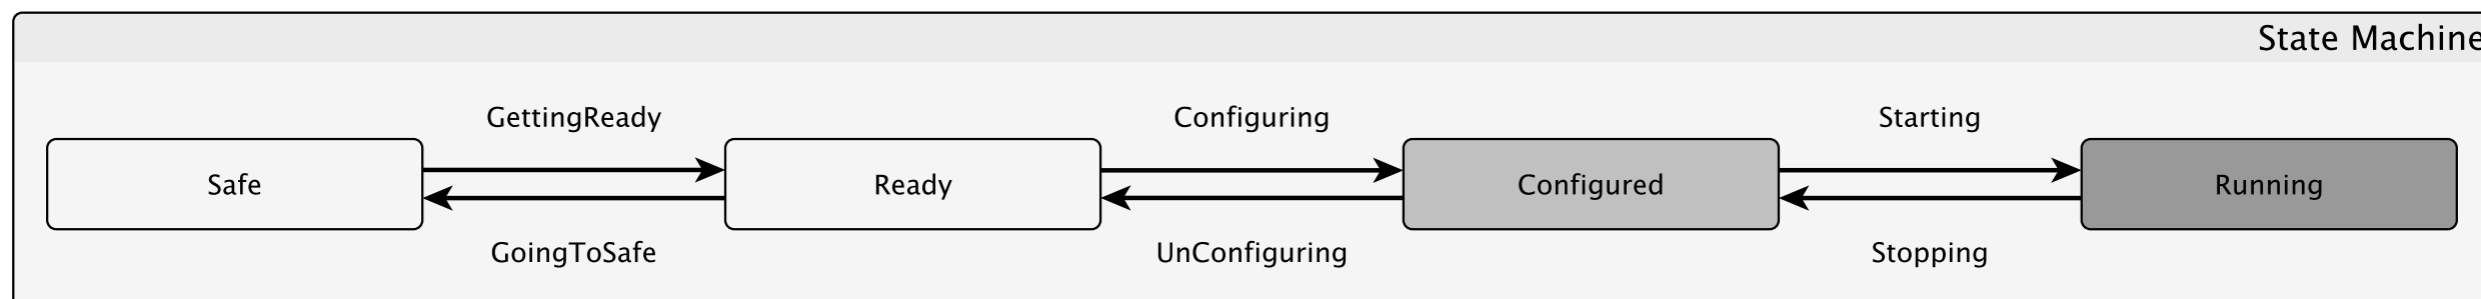 State Machine
GettingReady Configuring Starting
Safe Ready Configured Running
GoingToSafe UnConfiguring Stopping